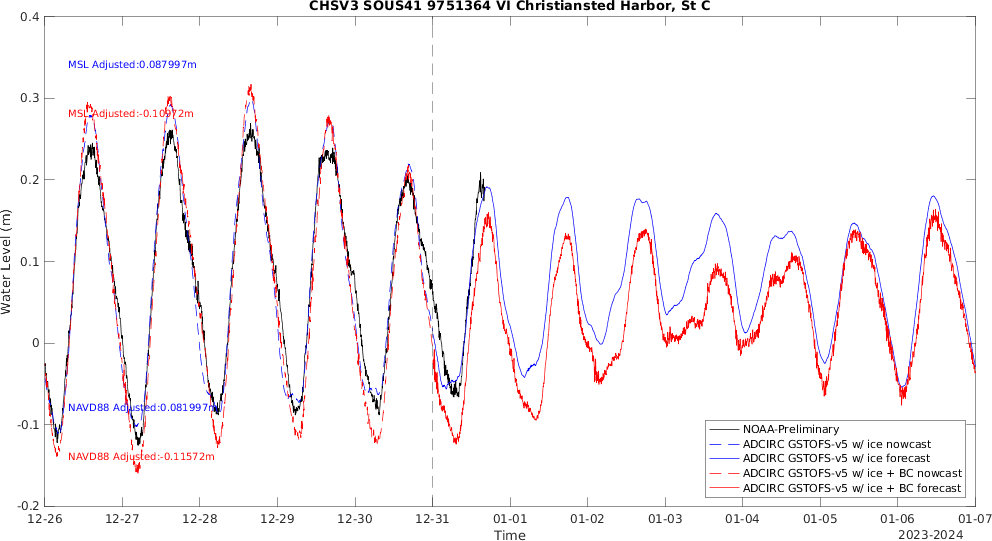 CHSV3 SOUS41 9751364 VI Christiansted Harbor, St C
0.4
0.3
0.2
0.1
0
-0.1
-0.2
Water Level (m)
MSL Adjusted:0.087997m
MSL Adjusted:-0.10972m
NAVD88 Adjusted:0.081997m
NAVD88 Adjusted:-0.11572m
NOAA-Preliminary
ADCIRC GSTOFS-v5 w/ ice nowcast
ADCIRC GSTOFS-v5 w/ ice forecast
ADCIRC GSTOFS-v5 w/ ice + BC nowcast
ADCIRC GSTOFS-v5 w/ ice + BC forecast
12-26 12-27 12-28 12-29 12-30 12-31 01-01 01-02 01-03 01-04 01-05 01-06 01-07
Time
2023-2024